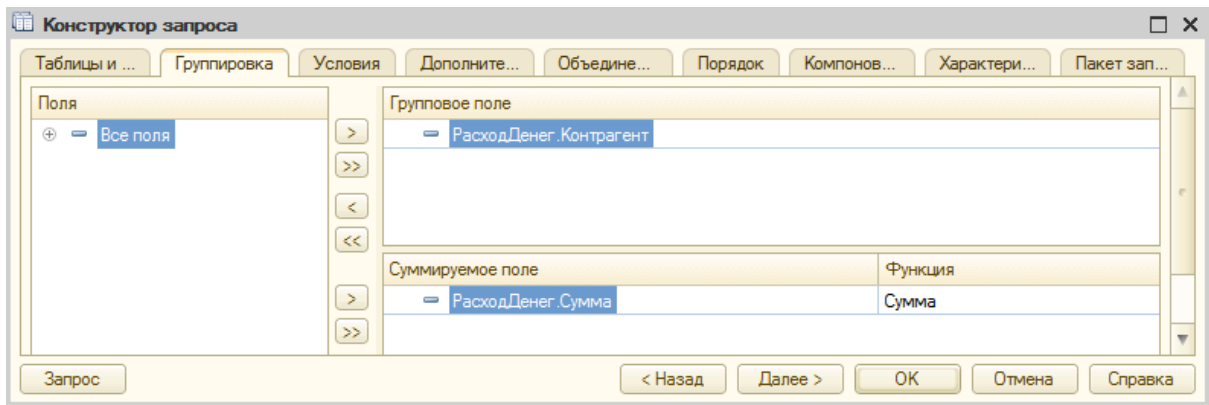 Конструктор запроса
Таблицы и ...
Группировка
Условия
Дополните...
Объедине...
Порядок
Компонов...
Характери...
Пакет зап...
Поля
Все поля
>
>>
<
<<
>
>>
Групповое поле
РасходДенег.Контрагент
Суммируемое поле
Функция
РасходДенег.Сумма
Сумма
Запрос
< Назад
Далее >
OK
Отмена
Справка